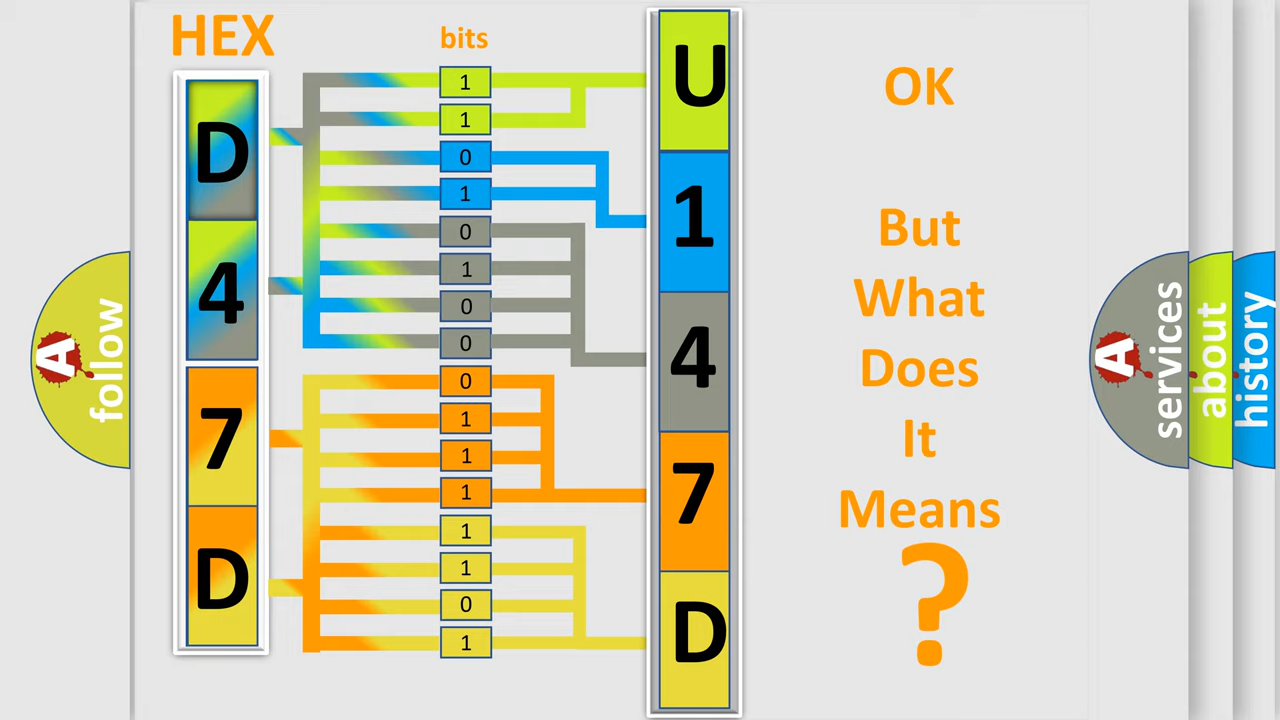 HEX
bits
D
4
7
D
1
1
0
1
0
1
0
0
0
1
1
1
1
1
0
1
U
1
4
7
D
OK
But
What
Does
It
Means
?
A
follow
A
services
about
history